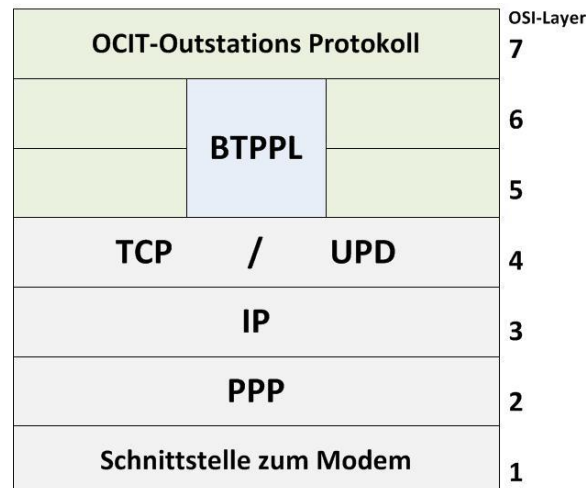 OSI-Layer
OCIT-Outstations Protokoll 7
6
BTPPL
5
TCP / UPD 4
IP 3
PPP 2
Schnittstelle zum Modem 1